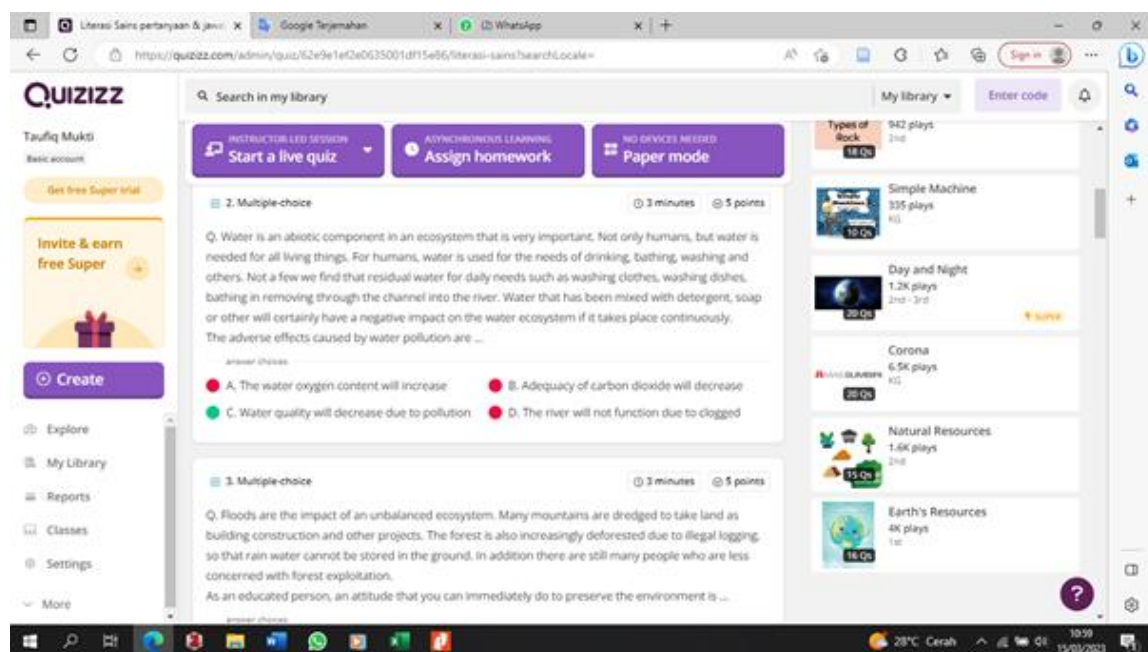 Literasi Sains pertanyaan & jawa
Google Terjemahan
(2) WhatsApp
https://quizizz.com/admin/quiz/62e9e1ef2e0635001df15e86/literasi-sains?searchLocale=
Sign in
QUIZIZZ
Search in my library
My library
Enter code
Taufiq Mukti
Basic account
Get free Super trial
Invite & earn
free Super
Create
Explore
My Library
Reports
Classes
Settings
More
INSTRUCTOR-LED SESSION
Start a live quiz
ASYNCHRONOUS LEARNING
Assign homework
NO DEVICES NEEDED
Paper mode
2. Multiple-choice
3 minutes
5 points
Q. Water is an abiotic component in an ecosystem that is very important. Not only humans, but water is
needed for all living things. For humans, water is used for the needs of drinking, bathing, washing and
others. Not a few we find that residual water for daily needs such as washing clothes, washing dishes,
bathing in removing through the channel into the river. Water that has been mixed with detergent, soap
or other will certainly have a negative impact on the water ecosystem if it takes place continuously.
The adverse effects caused by water pollution are ...
answer choices
A. The water oxygen content will increase
B. Adequacy of carbon dioxide will decrease
C. Water quality will decrease due to pollution
D. The river will not function due to clogged
3. Multiple-choice
3 minutes
5 points
Q. Floods are the impact of an unbalanced ecosystem. Many mountains are dredged to take land as
building construction and other projects. The forest is also increasingly deforested due to illegal logging,
so that rain water cannot be stored in the ground. In addition there are still many people who are less
concerned with forest exploitation.
As an educated person, an attitude that you can immediately do to preserve the environment is ...
answer choices
Types of
Rock
18 Qs
942 plays
2nd
Simple Machine
335 plays
KG
10 Qs
Day and Night
1.2K plays
2nd - 3rd
20 Qs
SUPER
Corona
6.5K plays
KG
20 Qs
Natural Resources
1.6K plays
2nd
15 Qs
Earth's Resources
4K plays
1st
16 Qs
?
28°C Cerah
10:59
15/03/2023